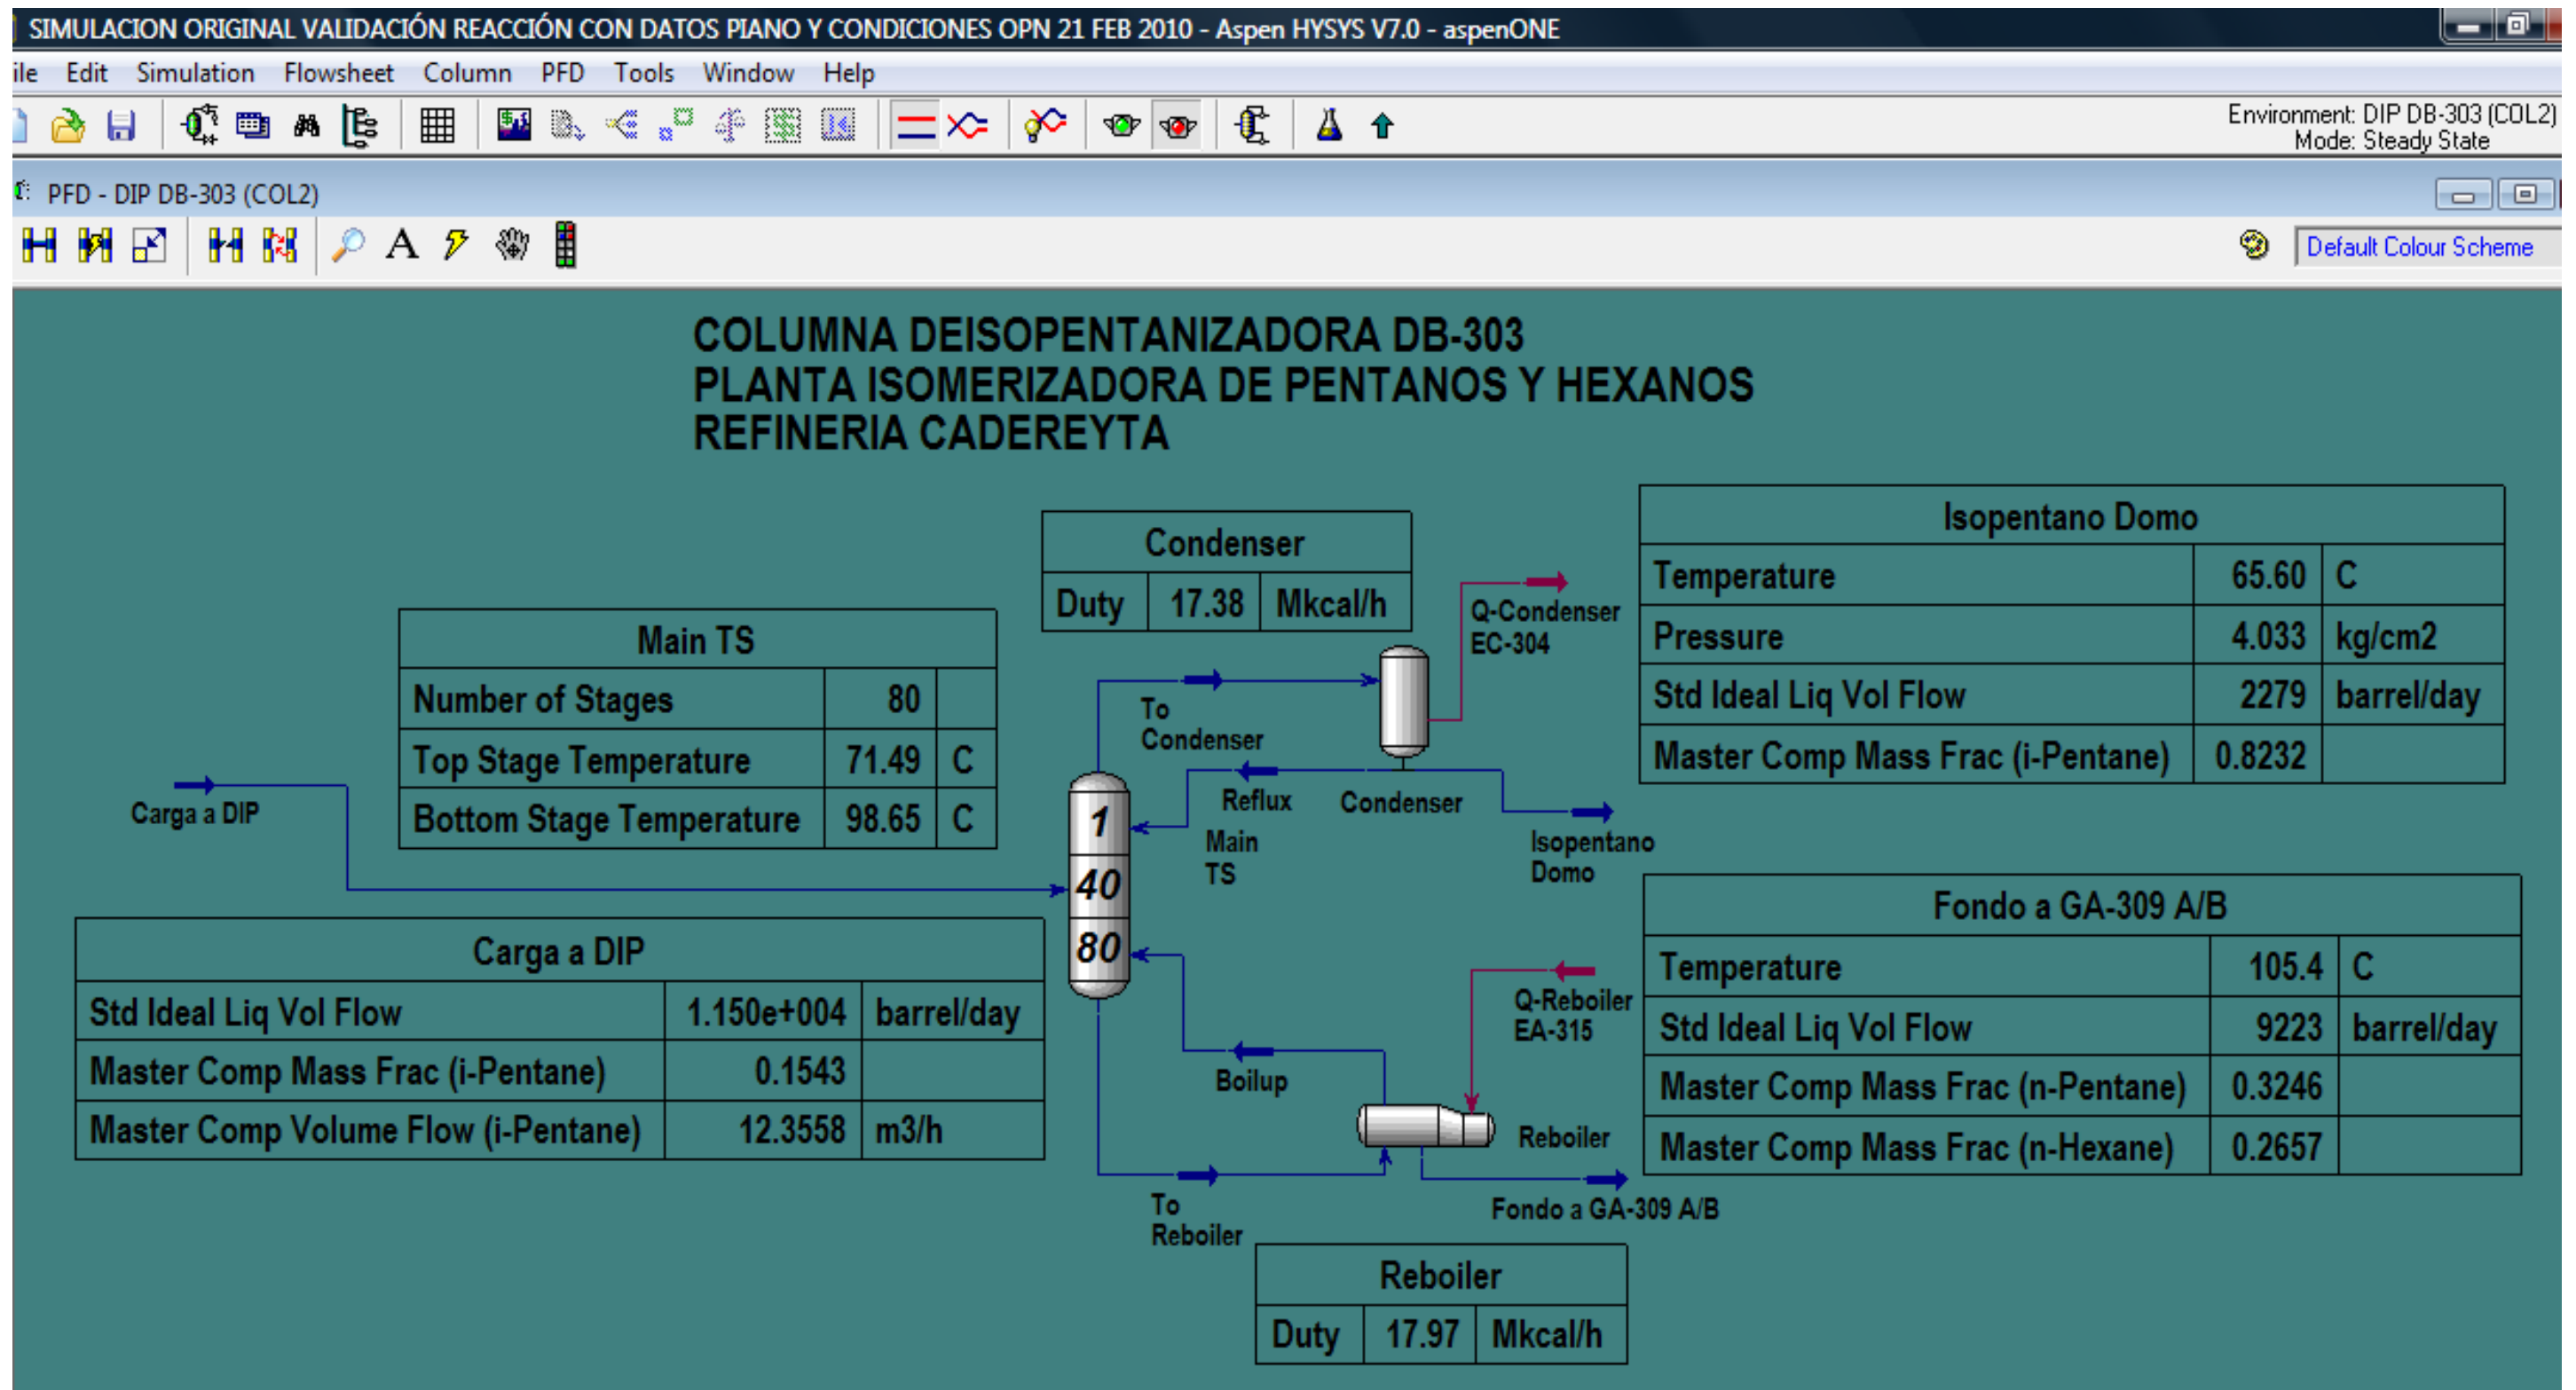 SIMULACION ORIGINAL VALIDACIÓN REACCIÓN CON DATOS PIANO Y CONDICIONES OPN 21 FEB 2010 - Aspen HYSYS V7.0 - aspenONE
ile Edit Simulation Flowsheet Column PFD Tools Window Help
Environment: DIP DB-303 (COL2)
Mode: Steady State
PFD - DIP DB-303 (COL2)
A
Default Colour Scheme
COLUMNA DEISOPENTANIZADORA DB-303
PLANTA ISOMERIZADORA DE PENTANOS Y HEXANOS
REFINERIA CADEREYTA
Condenser
Duty 17.38 Mkcal/h
Q-Condenser
EC-304
Isopentano Domo
Temperature 65.60 C
Pressure 4.033 kg/cm2
Std Ideal Liq Vol Flow 2279 barrel/day
Master Comp Mass Frac (i-Pentane) 0.8232
Main TS
Number of Stages 80
Top Stage Temperature 71.49 C
Bottom Stage Temperature 98.65 C
Carga a DIP
To
Condenser
Reflux
Condenser
Main
TS
Isopentano
Domo
1
40
80
Carga a DIP
Std Ideal Liq Vol Flow 1.150e+004 barrel/day
Master Comp Mass Frac (i-Pentane) 0.1543
Master Comp Volume Flow (i-Pentane) 12.3558 m3/h
Fondo a GA-309 A/B
Temperature 105.4 C
Std Ideal Liq Vol Flow 9223 barrel/day
Master Comp Mass Frac (n-Pentane) 0.3246
Master Comp Mass Frac (n-Hexane) 0.2657
Q-Reboiler
EA-315
Boilup
Reboiler
To
Reboiler
Fondo a GA-309 A/B
Reboiler
Duty 17.97 Mkcal/h